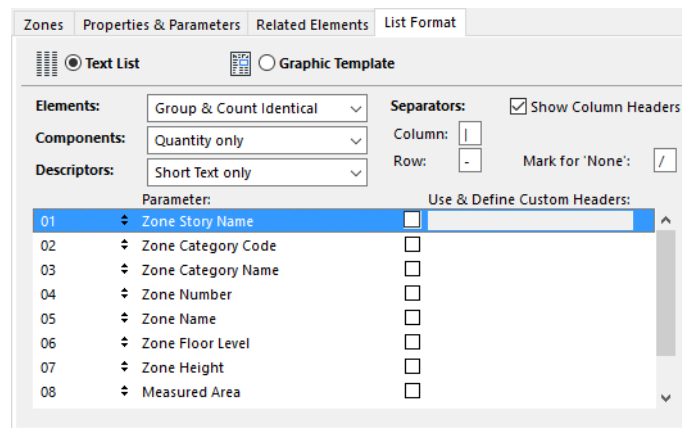 Zones Properties & Parameters Related Elements List Format
Text List Graphic Template
Elements: Group & Count Identical Separators: Show Column Headers
Components: Quantity only Column: |
Descriptors: Short Text only Row: - Mark for 'None': /
Parameter: Use & Define Custom Headers:
01 Zone Story Name
02 Zone Category Code
03 Zone Category Name
04 Zone Number
05 Zone Name
06 Zone Floor Level
07 Zone Height
08 Measured Area